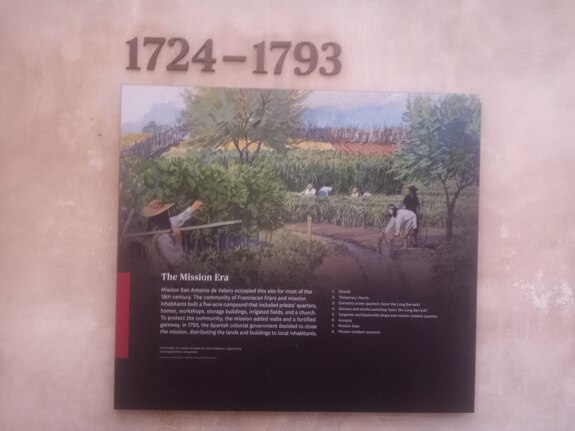 1724–1793
The Mission Era
Mission San Antonio de Valero occupied this site for most of the
18th century. The community of Franciscan friars and mission
inhabitants built a five-acre compound that included priests' quarters,
homes, workshops, storage buildings, irrigated fields, and a church.
To protect the community, the mission added walls and a fortified
gateway. In 1793, the Spanish colonial government decided to close
the mission, distributing the lands and buildings to local inhabitants.
1. Church
2. Temporary church
3. Convento priest quarters (later the Long Barrack)
4. Granary and textile workshop (later the Long Barrack)
5. Carpenter and blacksmith shops and mission resident quarters
6. Acequia
7. Mission Gate
8. Mission resident quarters